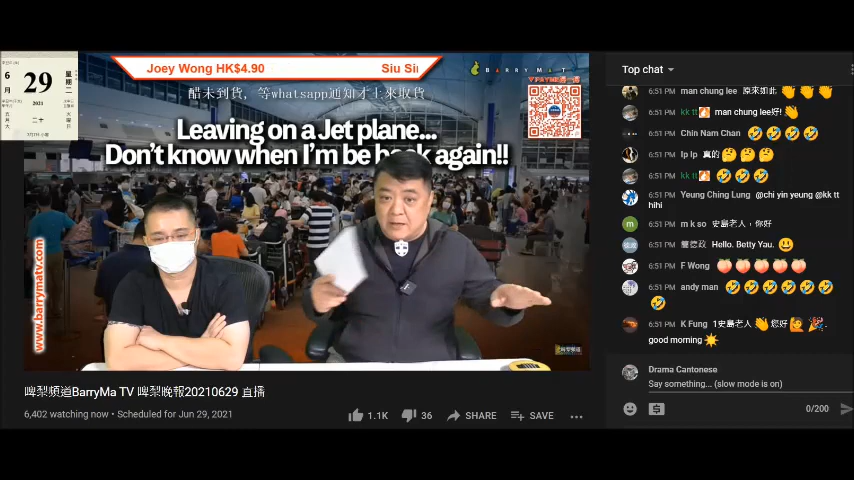 Joey Wong HK$4.90
6
月
29
2021
星
期
二
BARRYMA TV
醋未到貨，等whatsapp通知才上來取貨
Leaving on a Jet plane...
Don't know when I'm be back again!!
www.barrymatv.com
啤梨頻道BarryMa TV 啤梨晚報20210629 直播
6,402 watching now • Scheduled for Jun 29, 2021
1.1K
36
SHARE
SAVE
Top chat
6:51 PM man chung lee 原來如此 👏👏👏
6:51 PM kk tt man chung lee好! 👋
6:51 PM Chin Nam Chan 🤣🤣🤣🤣
6:51 PM Ip Ip 真的🤔🤔🤔
6:51 PM kk tt 🤣🤣🤣
6:51 PM Yeung Ching Lung @chi yin yeung @kk tt
hihi
6:51 PM m k so 史島老人，你好
6:51 PM Hello. Betty Yau. 😃
6:51 PM F Wong 🍑🍑🍑🍑🍑
6:51 PM andy man 🤣🤣🤣🤣🤣🤣
🤣
6:51 PM K Fung 1史島老人👋您好🙋🎉.
good morning☀
Drama Cantonese
Say something... (slow mode is on)
0/200